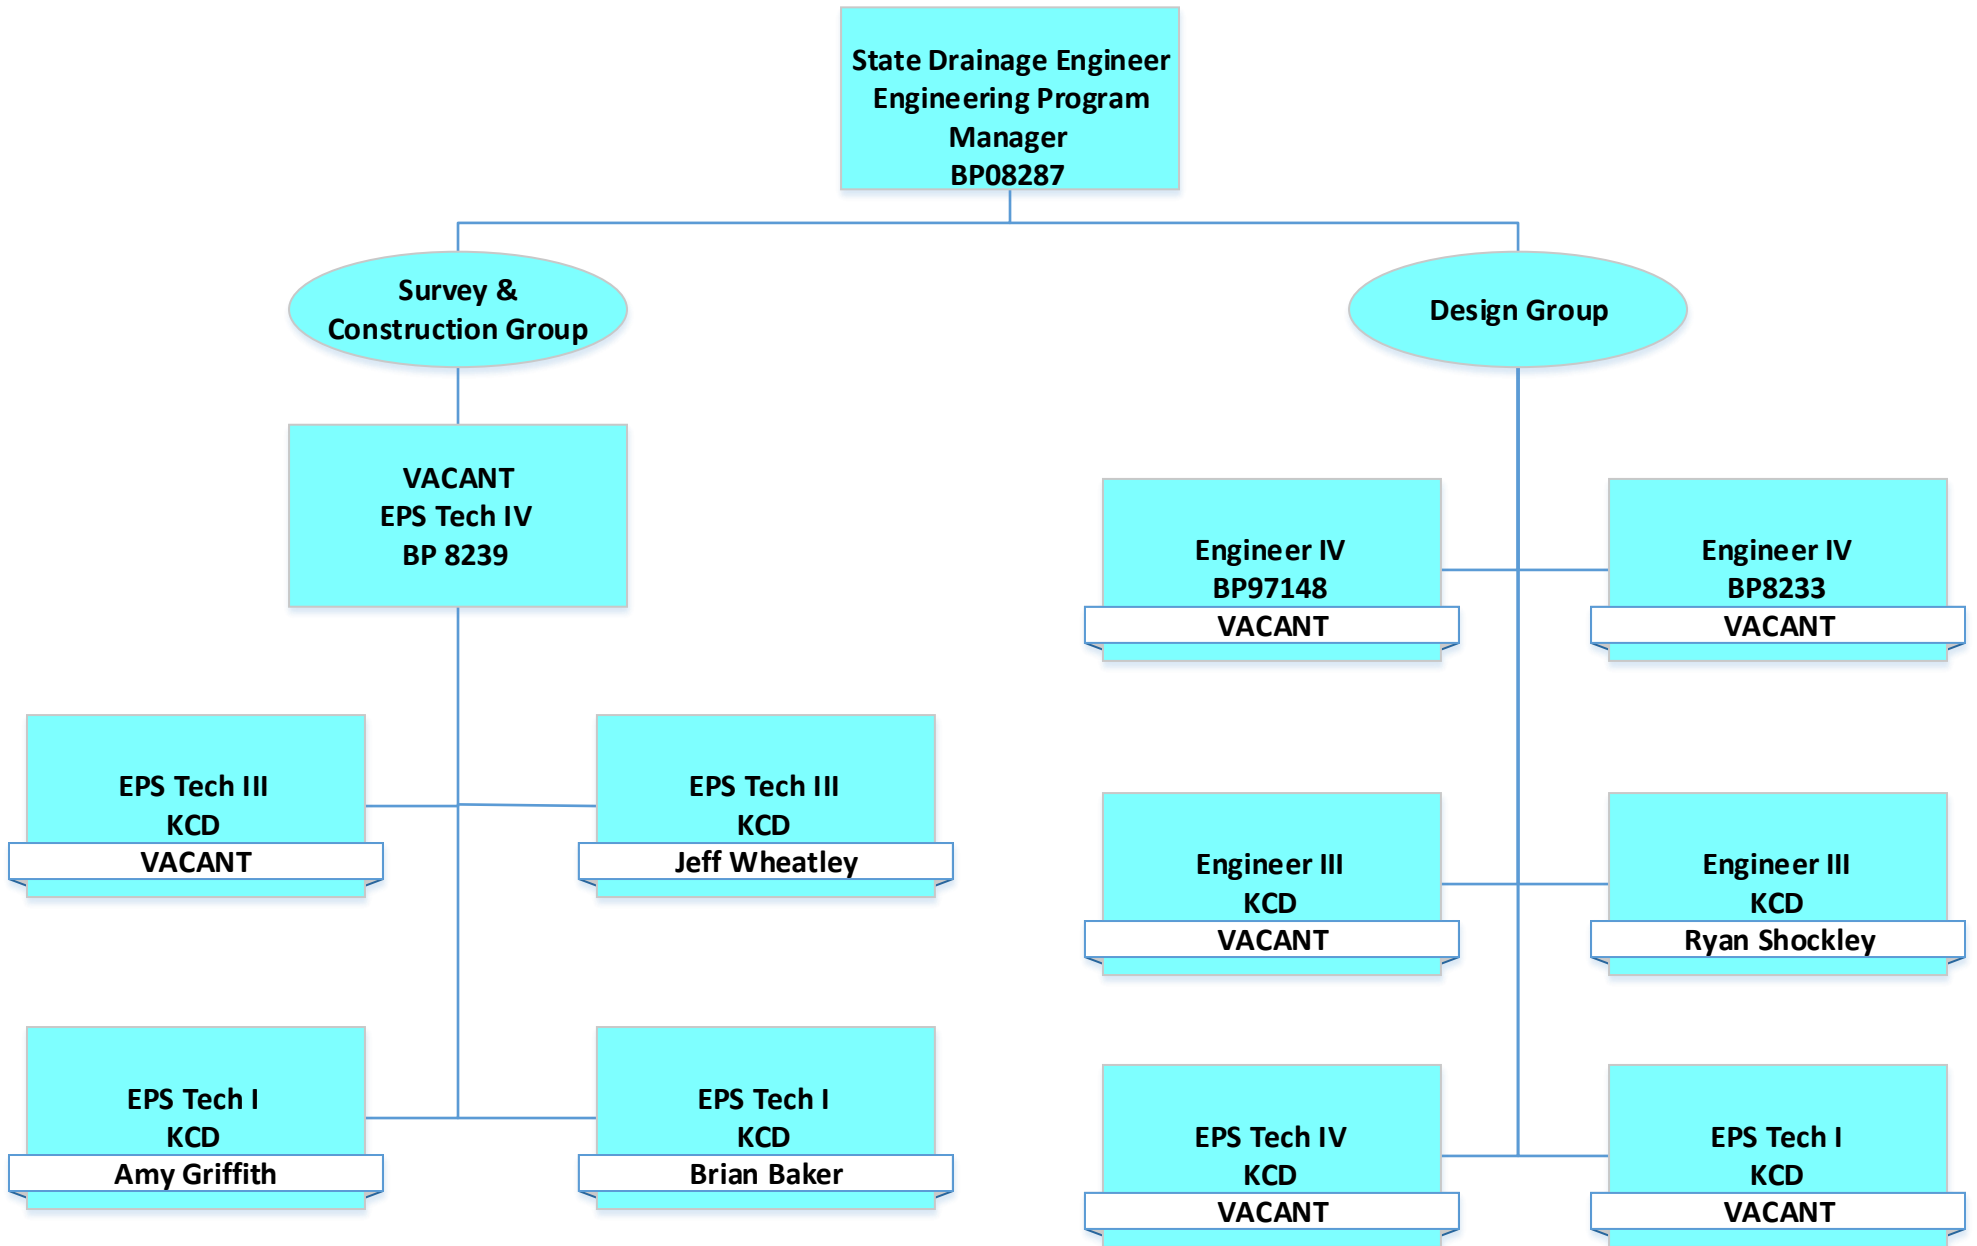 State Drainage Engineer
Engineering Program
Manager
BP08287
Survey &
Construction Group
VACANT
EPS Tech IV
BP 8239
EPS Tech III
KCD
VACANT
EPS Tech III
KCD
Jeff Wheatley
EPS Tech I
KCD
Amy Griffith
EPS Tech I
KCD
Brian Baker
Design Group
Engineer IV
BP97148
VACANT
Engineer IV
BP8233
VACANT
Engineer III
KCD
VACANT
Engineer III
KCD
Ryan Shockley
EPS Tech IV
KCD
VACANT
EPS Tech I
KCD
VACANT